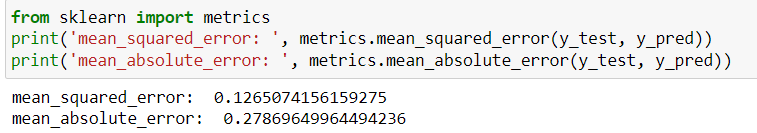 from sklearn import metrics
print('mean_squared_error: ', metrics.mean_squared_error(y_test, y_pred))
print('mean_absolute_error: ', metrics.mean_absolute_error(y_test, y_pred))
mean_squared_error:  0.1265074156159275
mean_absolute_error:  0.27869649964494236